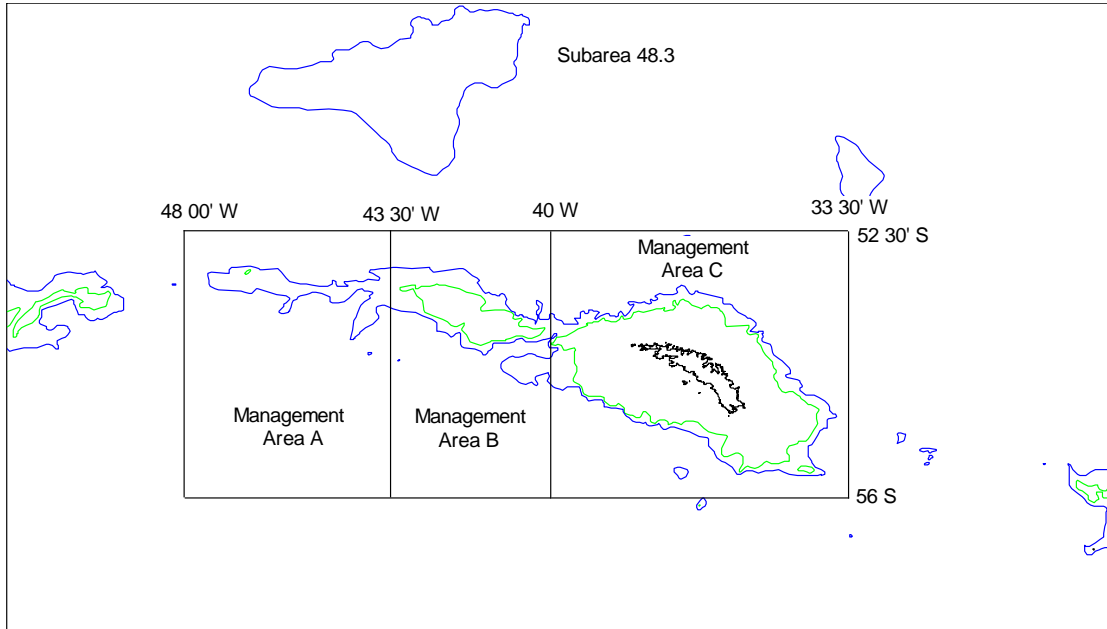 Subarea 48.3
48 00' W
43 30' W
40 W
33 30' W
52 30' S
Management
Area C
Management
Area A
Management
Area B
56 S